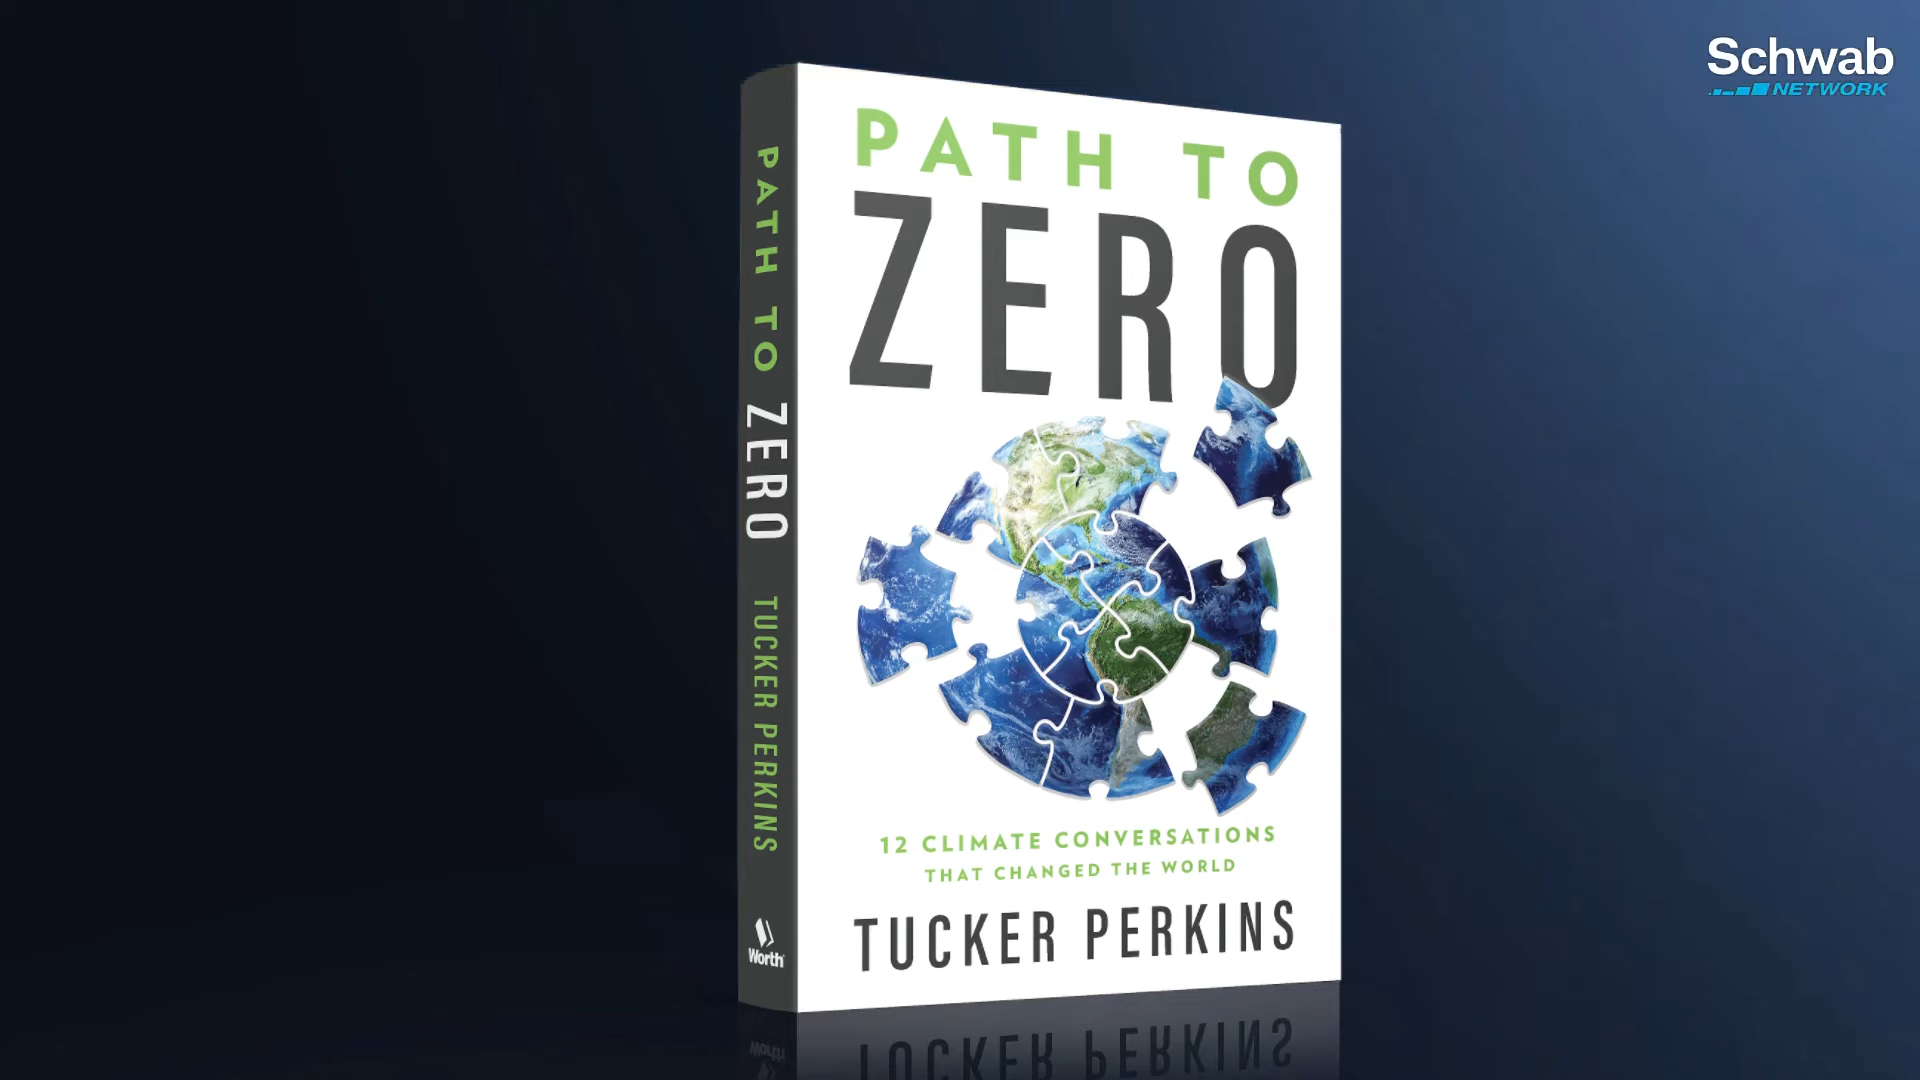 Schwab
NETWORK
PATH TO
ZERO
12 CLIMATE CONVERSATIONS
THAT CHANGED THE WORLD
TUCKER PERKINS
PATH TO ZERO TUCKER PERKINS
Worth